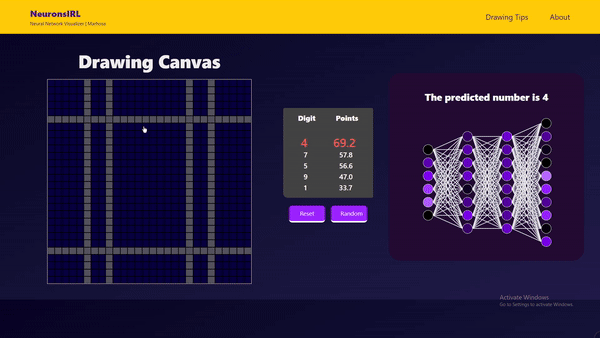 NeuronsIRL
Neural Network Visualizer | Marhosa
Drawing Tips
About
Drawing Canvas
Digit Points
4 69.2
7 57.8
5 56.6
9 47.0
1 33.7
Reset
Random
The predicted number is 4
Activate Windows
Go to Settings to activate Windows.